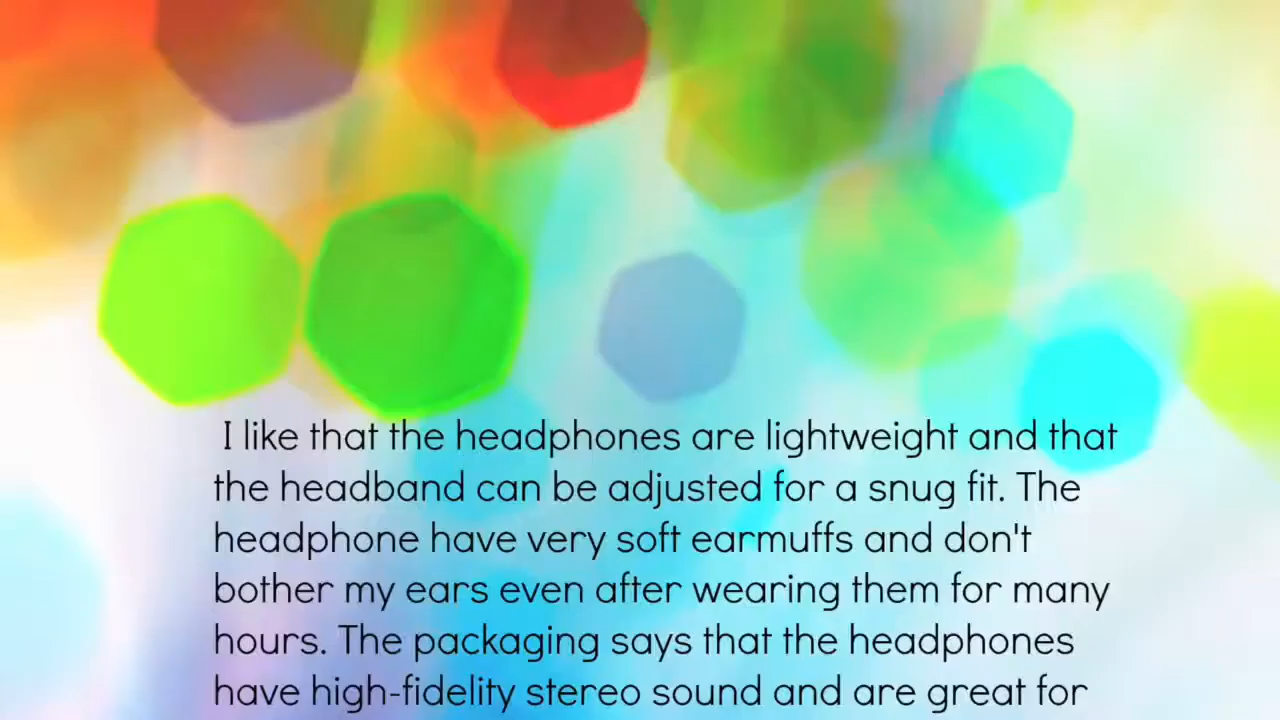 I like that the headphones are lightweight and that
the headband can be adjusted for a snug fit. The
headphone have very soft earmuffs and don't
bother my ears even after wearing them for many
hours. The packaging says that the headphones
have high-fidelity stereo sound and are great for